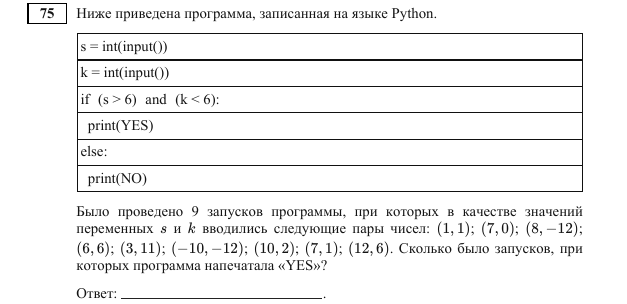 75 Ниже приведена программа, записанная на языке Python.
s = int(input())
k = int(input())
if (s > 6) and (k < 6):
print(YES)
else:
print(NO)
Было проведено 9 запусков программы, при которых в качестве значений
переменных s и k вводились следующие пары чисел: (1, 1); (7, 0); (8, −12);
(6, 6); (3, 11); (−10, −12); (10, 2); (7, 1); (12, 6). Сколько было запусков, при
которых программа напечатала «YES»?
Ответ: .